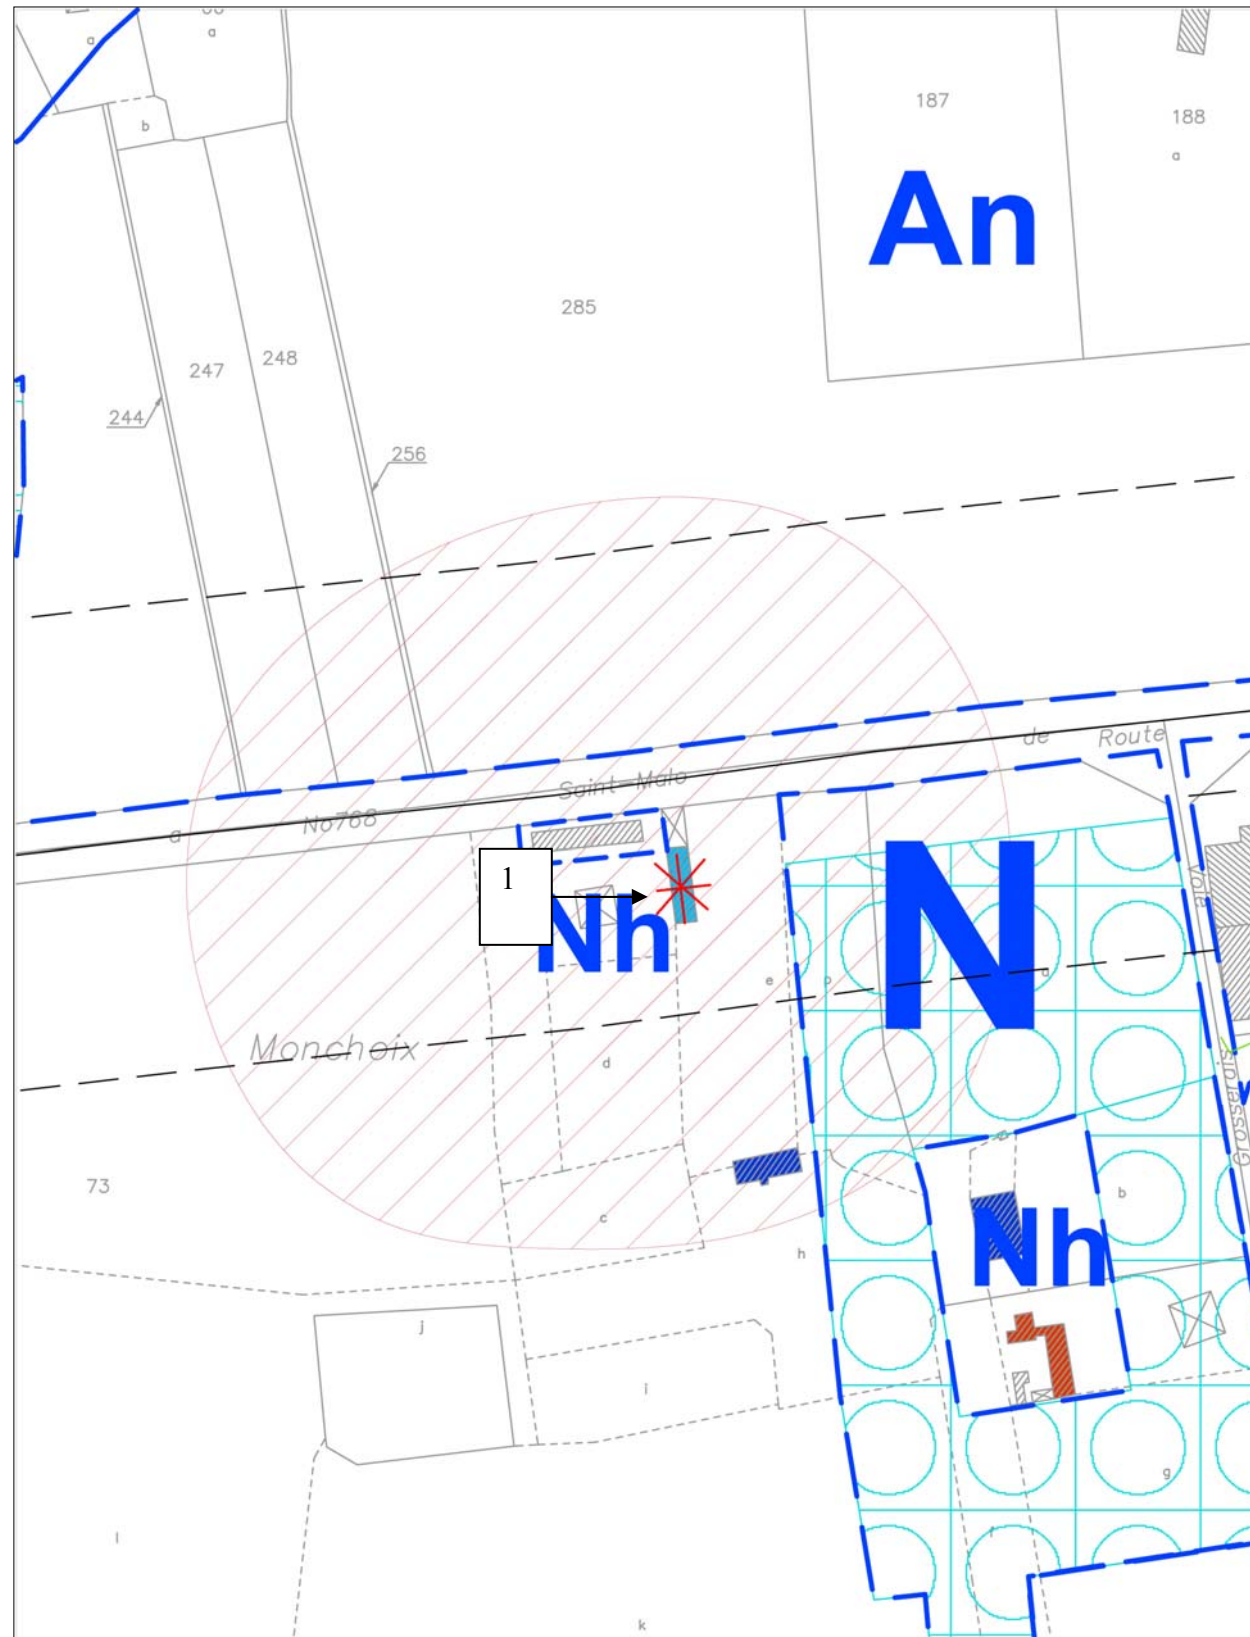 a
a
b
187
188
a
An
285
247
248
244
256
Route
de
Saint-Malo
No768
a
1
Nh
N
Voie
e
p
a
Monchoix
d
73
c
h
b
Nh
j
i
g
l
f
k